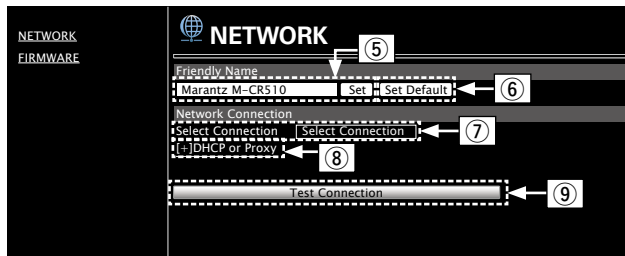 NETWORK
FIRMWARE
NETWORK
⑤
Friendly Name
Marantz M-CR510 Set Set Default ⑥
Network Connection
Select Connection Select Connection ⑦
[+]DHCP or Proxy ⑧
Test Connection ⑨